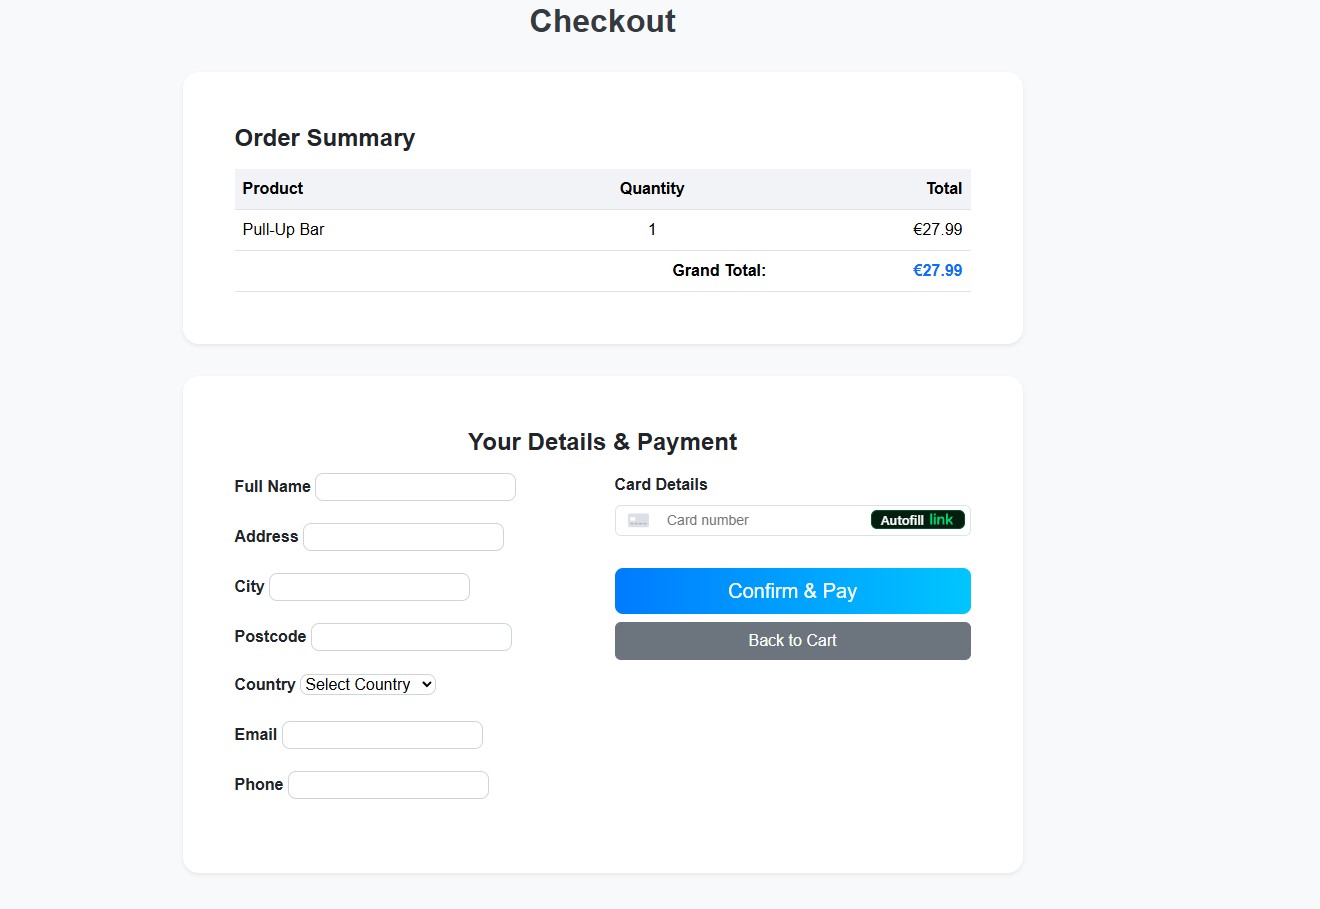 Checkout
Order Summary
Product Quantity Total
Pull-Up Bar 1 €27.99
Grand Total: €27.99
Your Details & Payment
Full Name
Address
City
Postcode
Country Select Country
Email
Phone
Card Details
Card number Autofill link
Confirm & Pay
Back to Cart